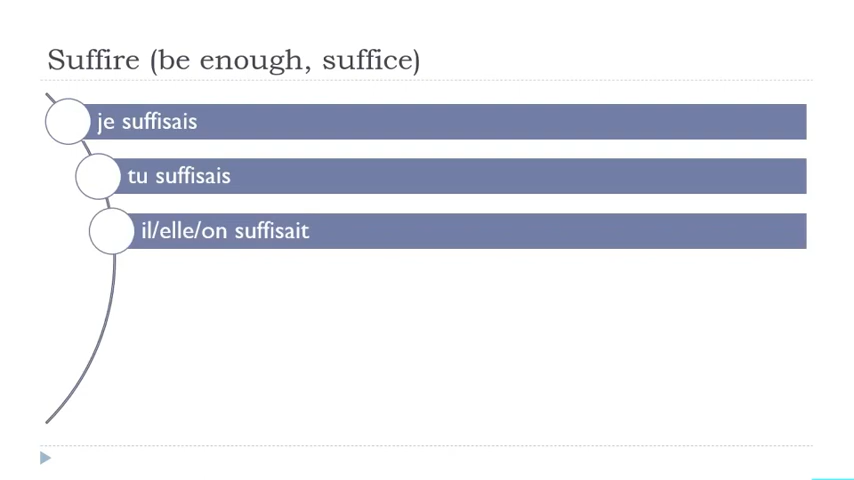 Suffire (be enough, suffice)
je suffisais
tu suffisais
il/elle/on suffisait